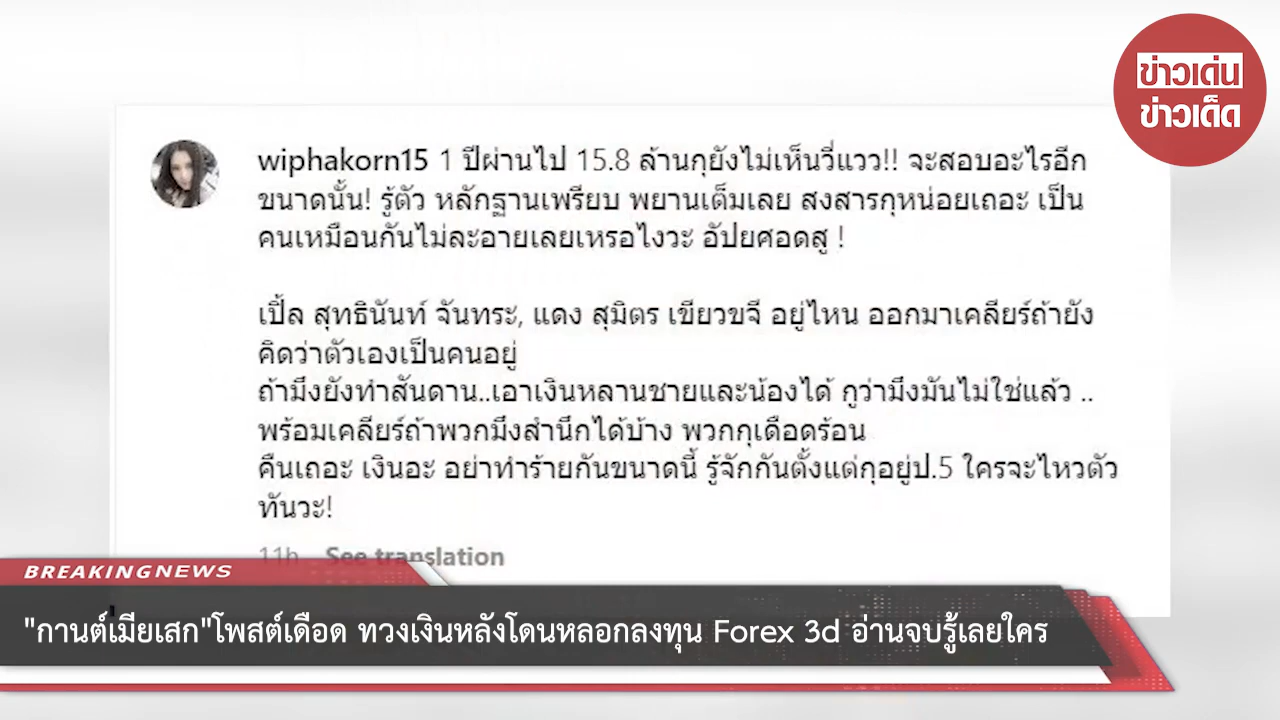 ข่าวเด่น
ข่าวเด็ด
wiphakorn15 1 ปีผ่านไป 15.8 ล้านกุยังไม่เห็นวี่แวว!! จะสอบอะไรอีก
ขนาดนั้น! รู้ตัว หลักฐานเพรียบ พยานเต็มเลย สงสารกุหน่อยเถอะ เป็น
คนเหมือนกันไม่ละอายเลยเหรอไงวะ อัปยศอดสู !
เปิ้ล สุทธินันท์ จันทระ, แดง สุมิตร เขียวขจี อยู่ไหน ออกมาเคลียร์ถ้ายัง
คิดว่าตัวเองเป็นคนอยู่
ถ้ามึงยังทำสันดาน..เอาเงินหลานชายและน้องได้ กูว่ามึงมันไม่ใช่แล้ว ..
พร้อมเคลียร์ถ้าพวกมึงสำนึกได้บ้าง พวกกุเดือดร้อน
คืนเถอะ เงินอะ อย่าทำร้ายกันขนาดนี้ รู้จักกันตั้งแต่กุอยู่ป.5 ใครจะไหวตัว
ทันวะ!
11h See translation
BREAKINGNEWS
"กานต์เมียเสก"โพสต์เดือด ทวงเงินหลังโดนหลอกลงทุน Forex 3d อ่านจบรู้เลยใคร